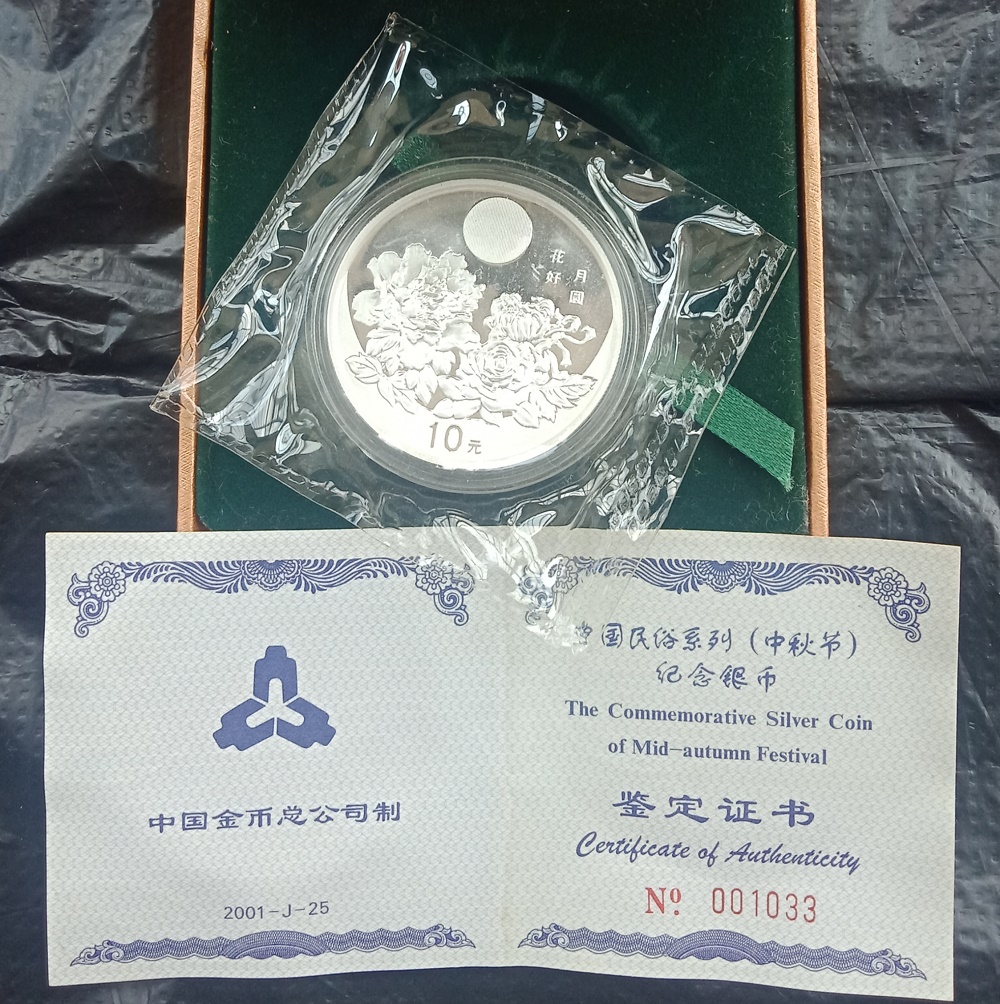 花好
月圓
10元
中国民俗系列（中秋节）
纪念银币
The Commemorative Silver Coin
of Mid-autumn Festival
鉴定证书
Certificate of Authenticity
Nº 001033
中国金币总公司制
2001-J-25